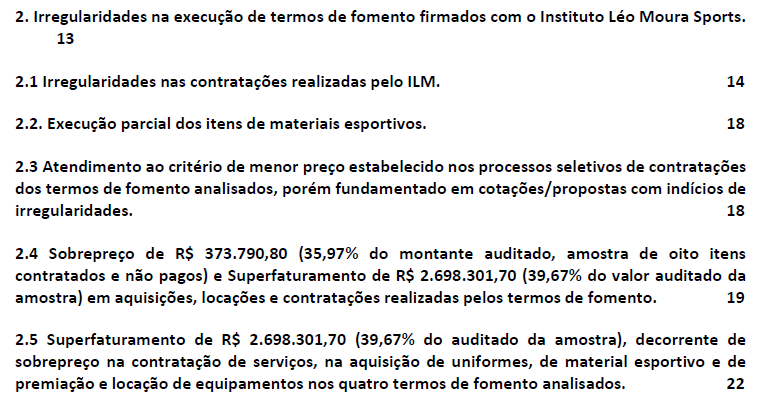 2. Irregularidades na execução de termos de fomento firmados com o Instituto Léo Moura Sports.
13
2.1 Irregularidades nas contratações realizadas pelo ILM. 14
2.2. Execução parcial dos itens de materiais esportivos. 18
2.3 Atendimento ao critério de menor preço estabelecido nos processos seletivos de contratações
dos termos de fomento analisados, porém fundamentado em cotações/propostas com indícios de
irregularidades. 18
2.4 Sobrepreço de R$ 373.790,80 (35,97% do montante auditado, amostra de oito itens
contratados e não pagos) e Superfaturamento de R$ 2.698.301,70 (39,67% do valor auditado da
amostra) em aquisições, locações e contratações realizadas pelos termos de fomento. 19
2.5 Superfaturamento de R$ 2.698.301,70 (39,67% do auditado da amostra), decorrente de
sobrepreço na contratação de serviços, na aquisição de uniformes, de material esportivo e de
premiação e locação de equipamentos nos quatro termos de fomento analisados. 22